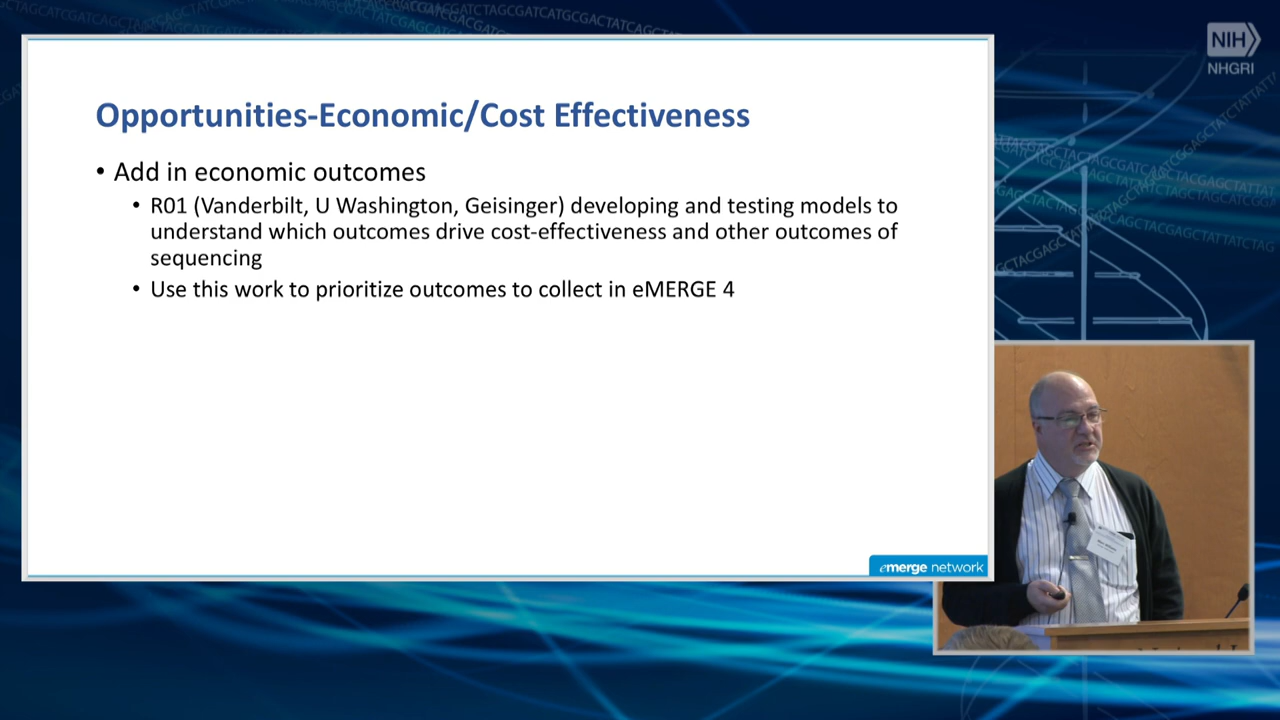 NIH
NHGRI
Opportunities-Economic/Cost Effectiveness
• Add in economic outcomes
• R01 (Vanderbilt, U Washington, Geisinger) developing and testing models to
understand which outcomes drive cost-effectiveness and other outcomes of
sequencing
• Use this work to prioritize outcomes to collect in eMERGE 4
emerge network